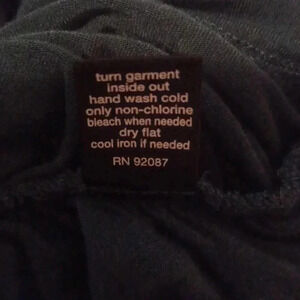 turn garment
inside out
hand wash cold
only non-chlorine
bleach when needed
dry flat
cool iron if needed
RN 92087